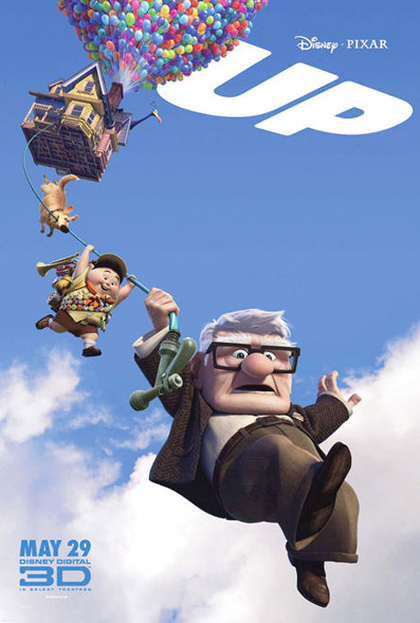 Disney · PIXAR
UP
MAY 29
DISNEY DIGITAL
3D
IN SELECT THEATRES